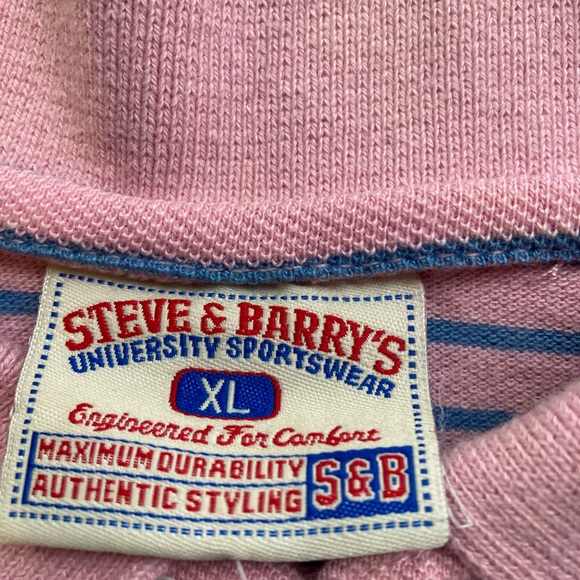 STEVE & BARRY'S
UNIVERSITY SPORTSWEAR
XL
Engineered For Comfort
MAXIMUM DURABILITY
AUTHENTIC STYLING
S&B